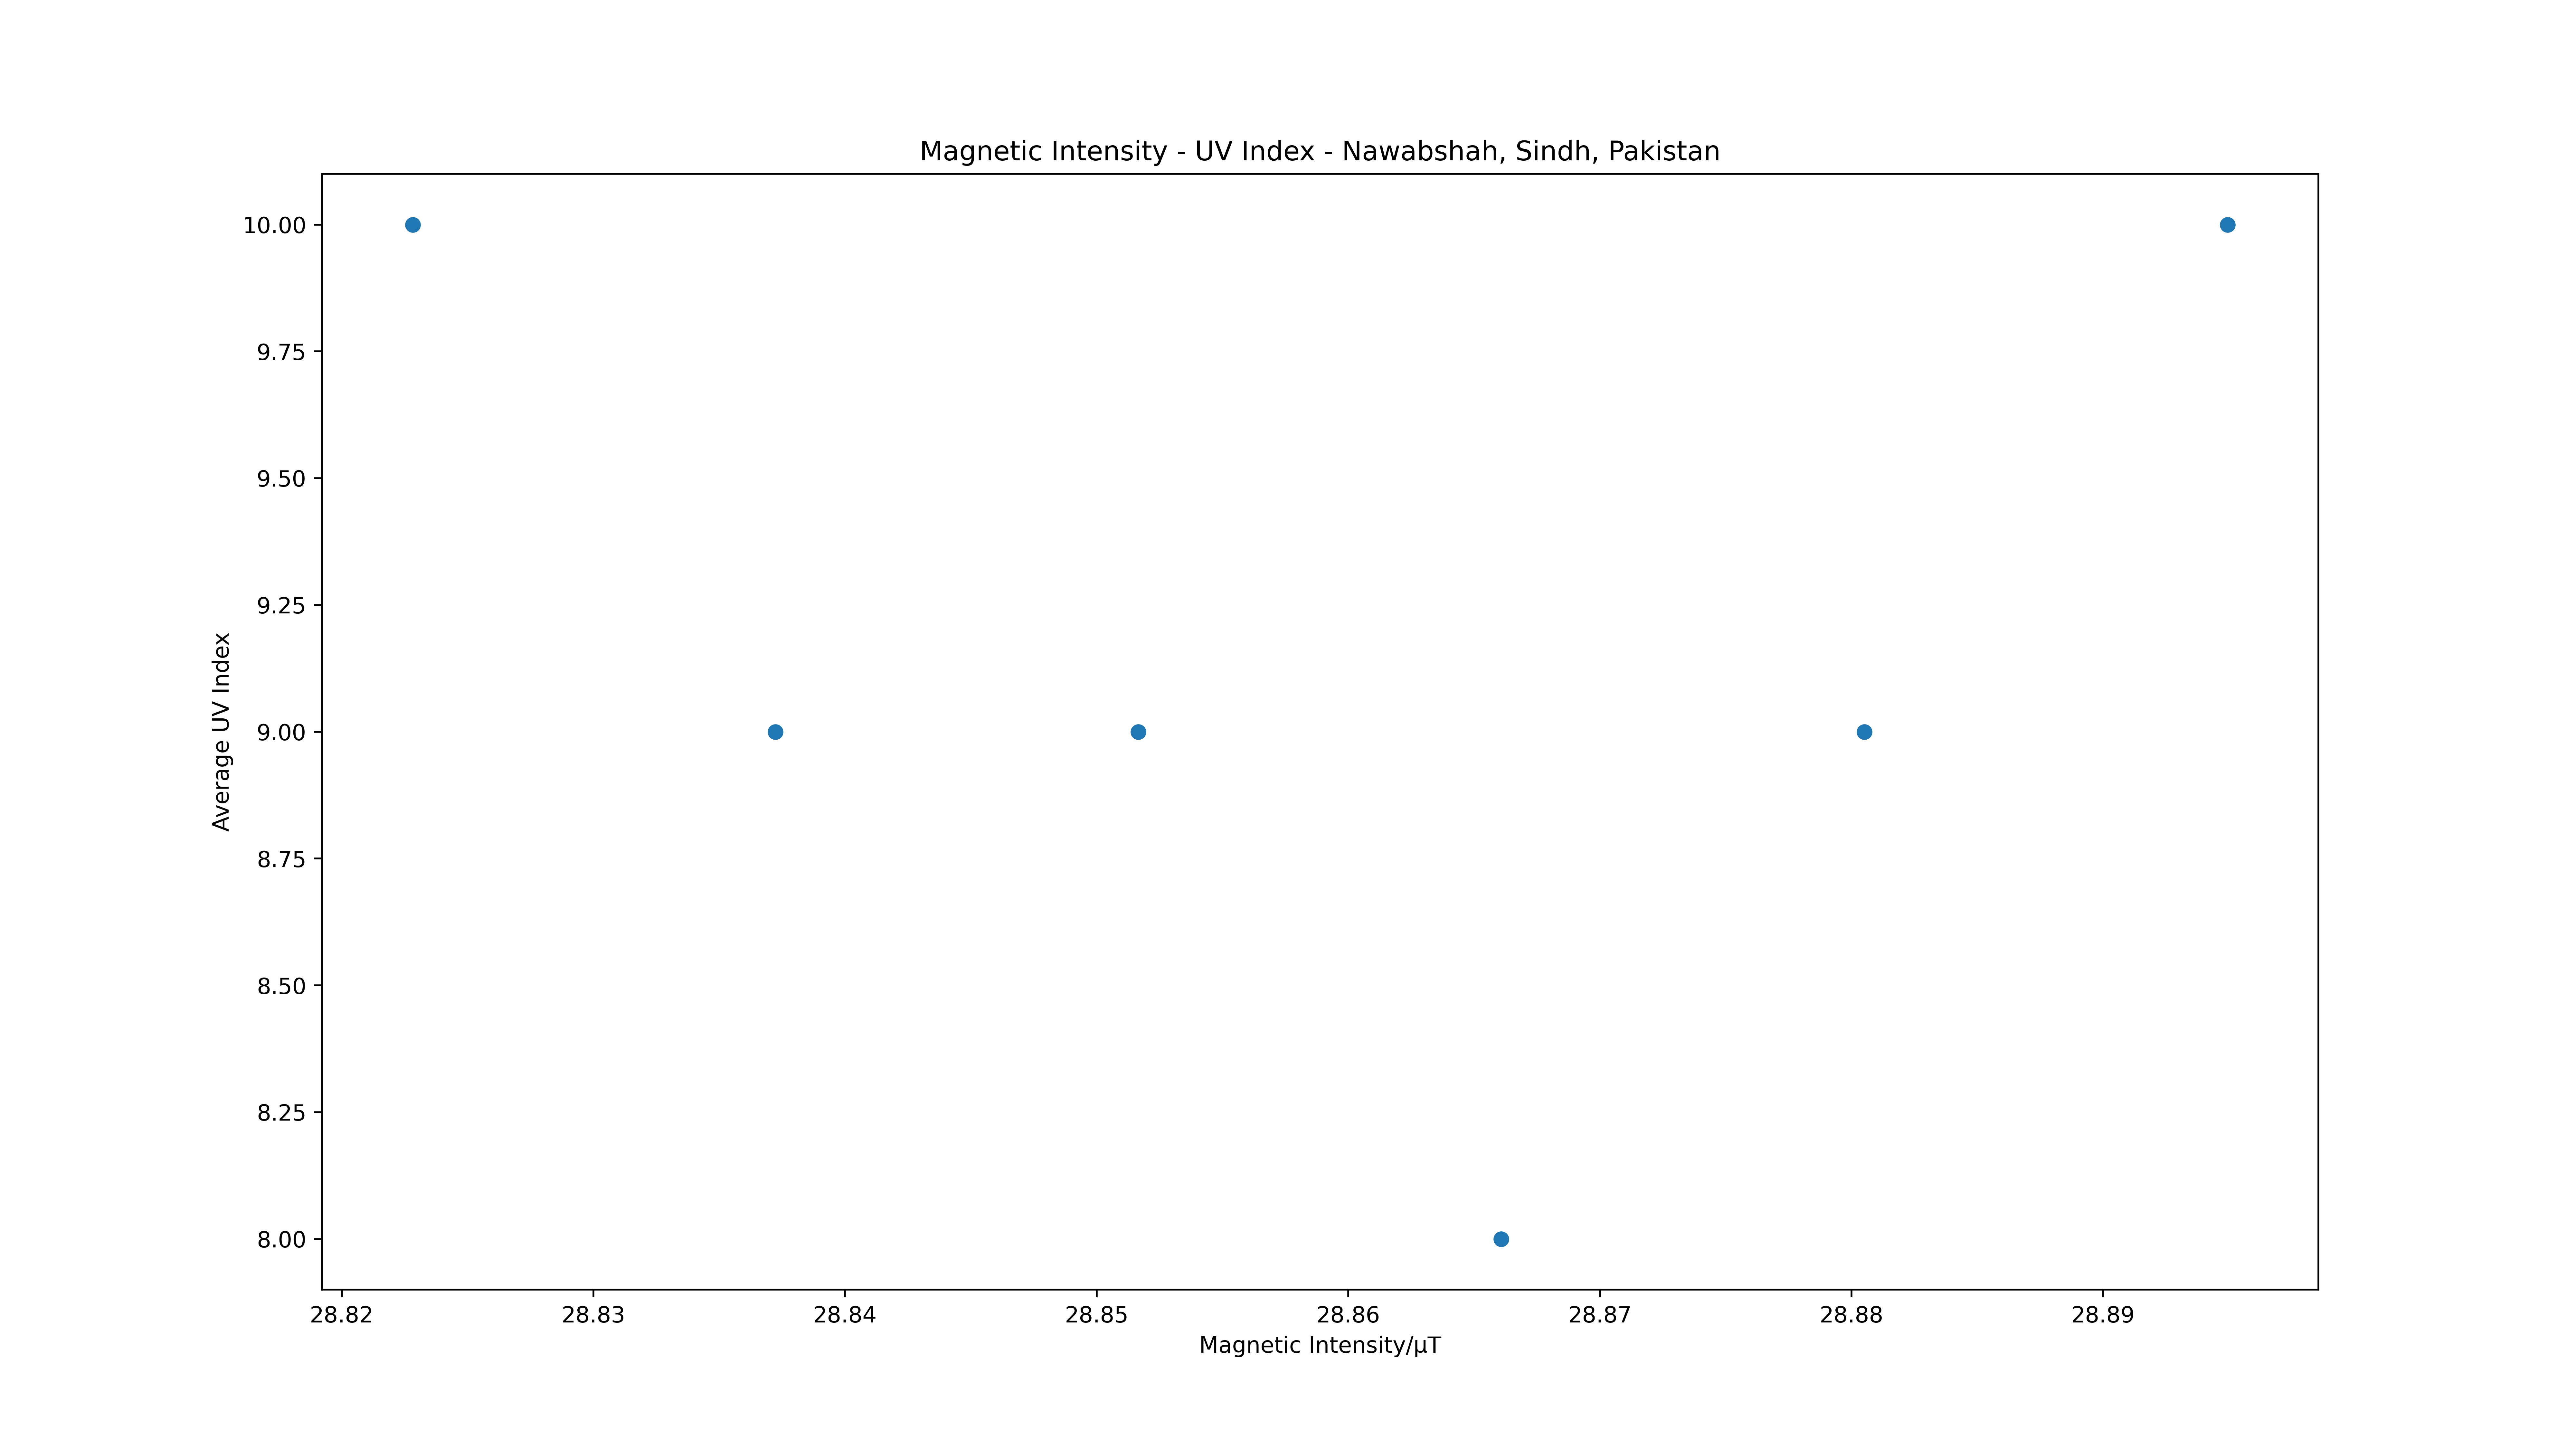 Magnetic Intensity - UV Index - Nawabshah, Sindh, Pakistan
10.00
9.75
9.50
9.25
9.00
8.75
8.50
8.25
8.00
Average UV Index
28.82 28.83 28.84 28.85 28.86 28.87 28.88 28.89
Magnetic Intensity/μT